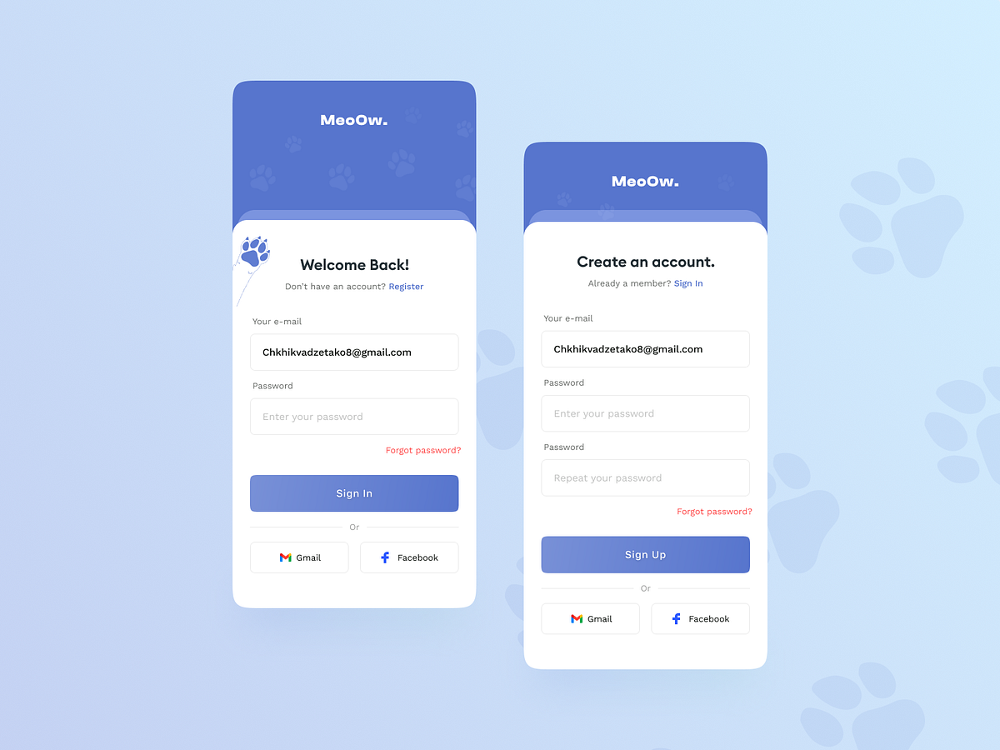 MeoOw.
Welcome Back!
Don't have an account? Register
Your e-mail
Chkhikvadzetako8@gmail.com
Password
Enter your password
Forgot password?
Sign In
Or
Gmail
Facebook
MeoOw.
Create an account.
Already a member? Sign In
Your e-mail
Chkhikvadzetako8@gmail.com
Password
Enter your password
Password
Repeat your password
Forgot password?
Sign Up
Or
Gmail
Facebook